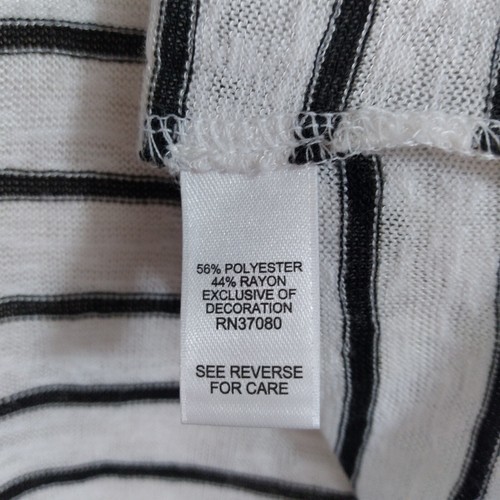 56% POLYESTER
44% RAYON
EXCLUSIVE OF
DECORATION
RN37080
SEE REVERSE
FOR CARE